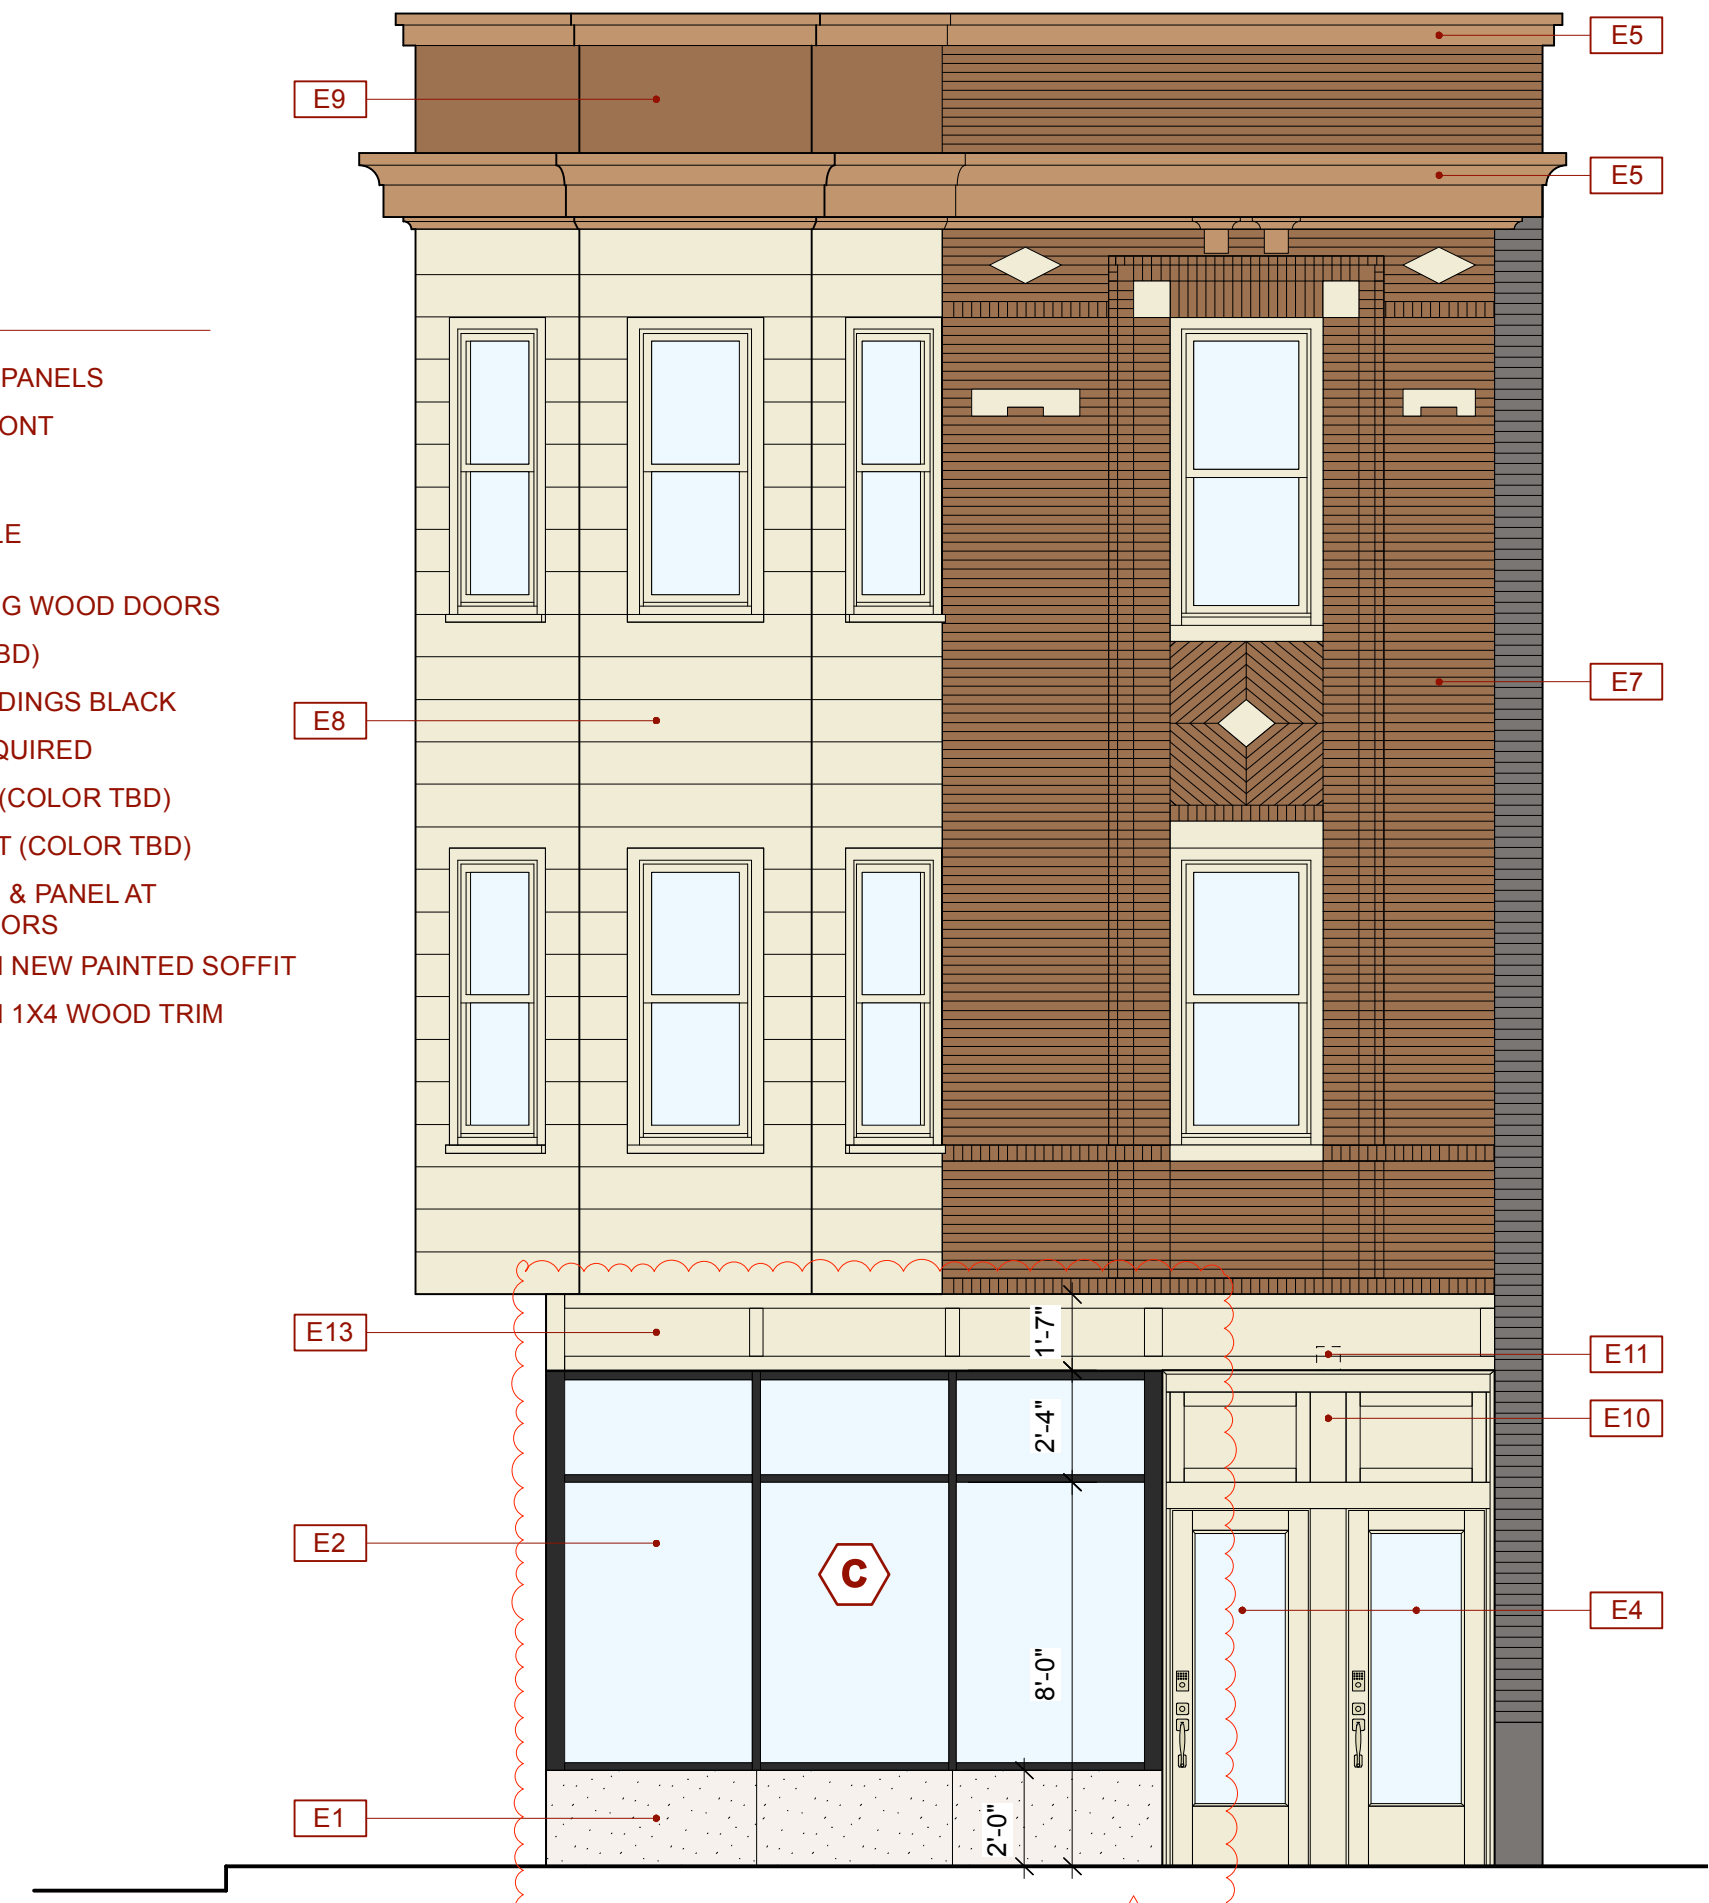 E5
E9
E5
PANELS
ONT
LE
G WOOD DOORS
BD)
DINGS BLACK
QUIRED
(COLOR TBD)
T (COLOR TBD)
& PANEL AT
ORS
NEW PAINTED SOFFIT
1X4 WOOD TRIM
E7
E8
1'-7"
E13
E11
2'-4"
E10
E2
C
E4
8'-0"
E1
2'-0"